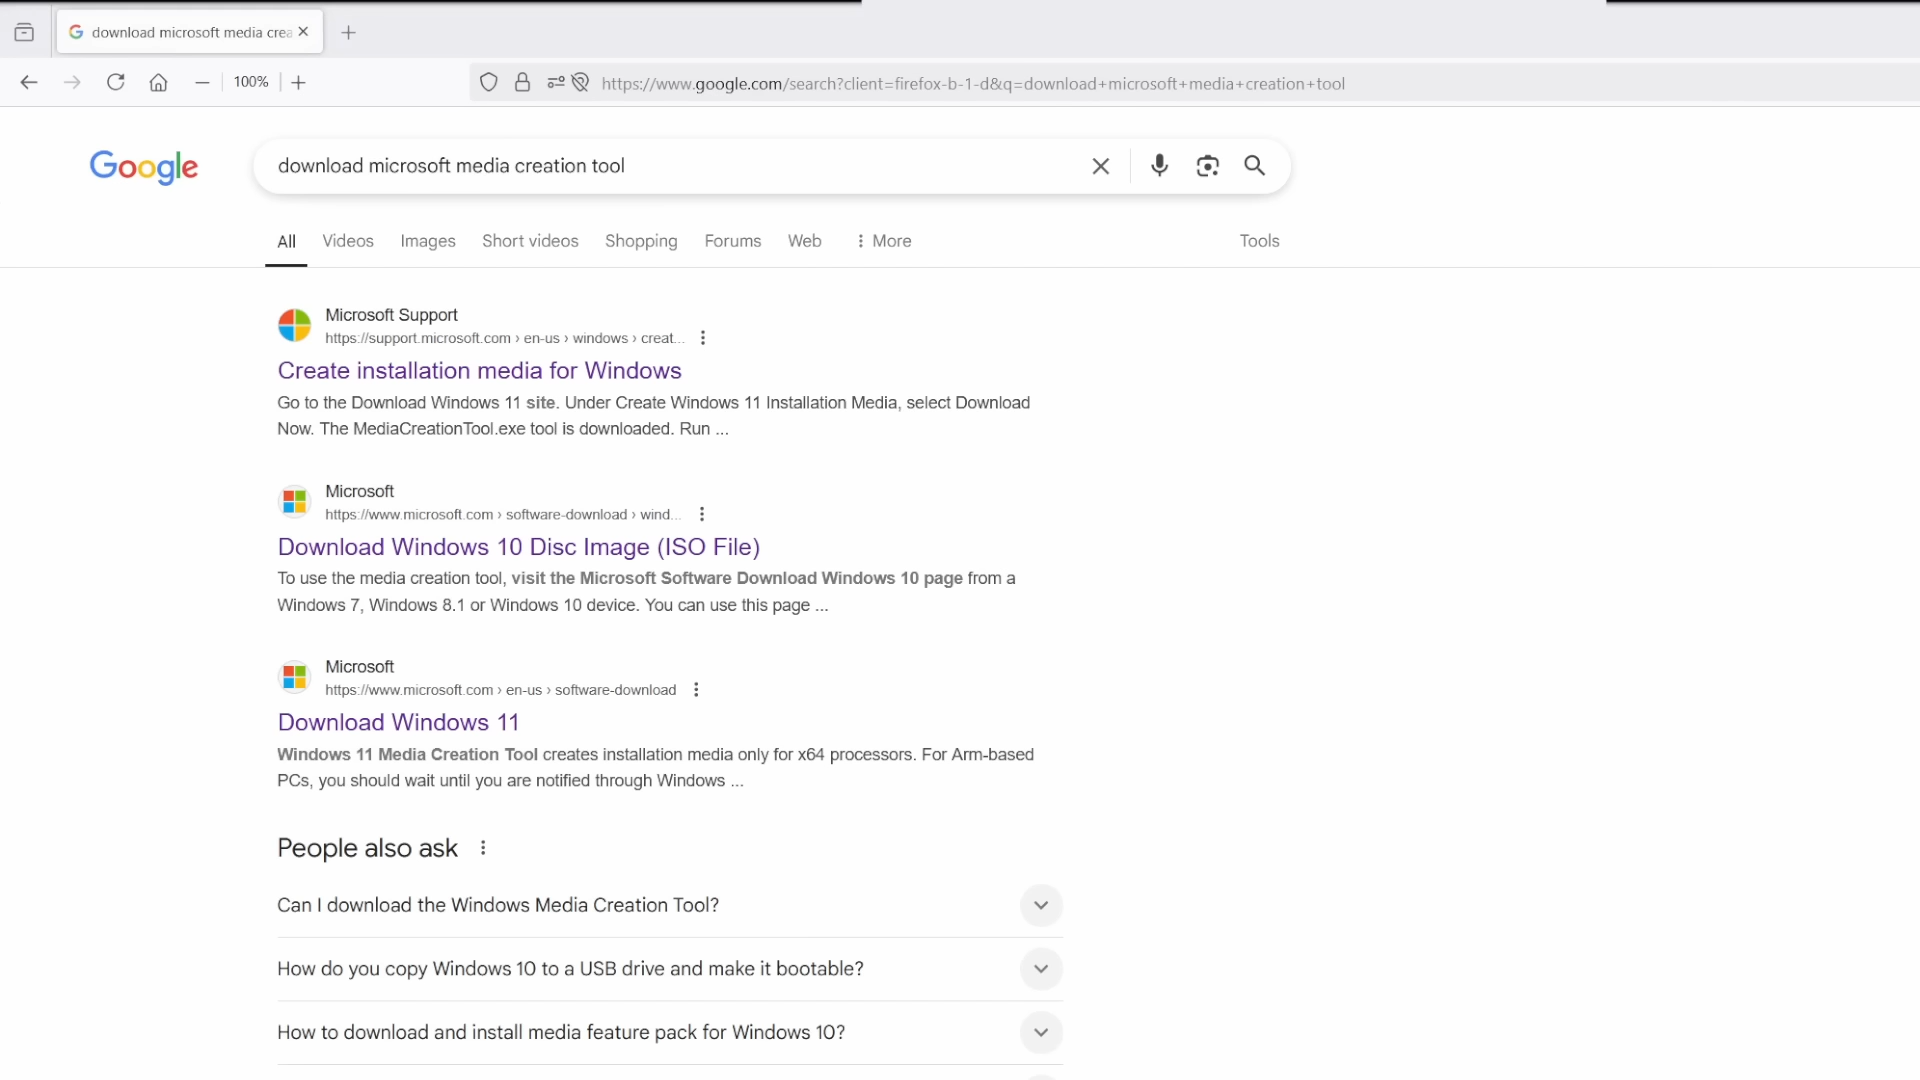 download microsoft media crea
100%
https://www.google.com/search?client=firefox-b-1-d&q=download+microsoft+media+creation+tool
Google
download microsoft media creation tool
All Videos Images Short videos Shopping Forums Web More Tools
Microsoft Support
https://support.microsoft.com › en-us › windows › creat...
Create installation media for Windows
Go to the Download Windows 11 site. Under Create Windows 11 Installation Media, select Download
Now. The MediaCreationTool.exe tool is downloaded. Run ...
Microsoft
https://www.microsoft.com › software-download › wind...
Download Windows 10 Disc Image (ISO File)
To use the media creation tool, visit the Microsoft Software Download Windows 10 page from a
Windows 7, Windows 8.1 or Windows 10 device. You can use this page ...
Microsoft
https://www.microsoft.com › en-us › software-download
Download Windows 11
Windows 11 Media Creation Tool creates installation media only for x64 processors. For Arm-based
PCs, you should wait until you are notified through Windows ...
People also ask
Can I download the Windows Media Creation Tool?
How do you copy Windows 10 to a USB drive and make it bootable?
How to download and install media feature pack for Windows 10?